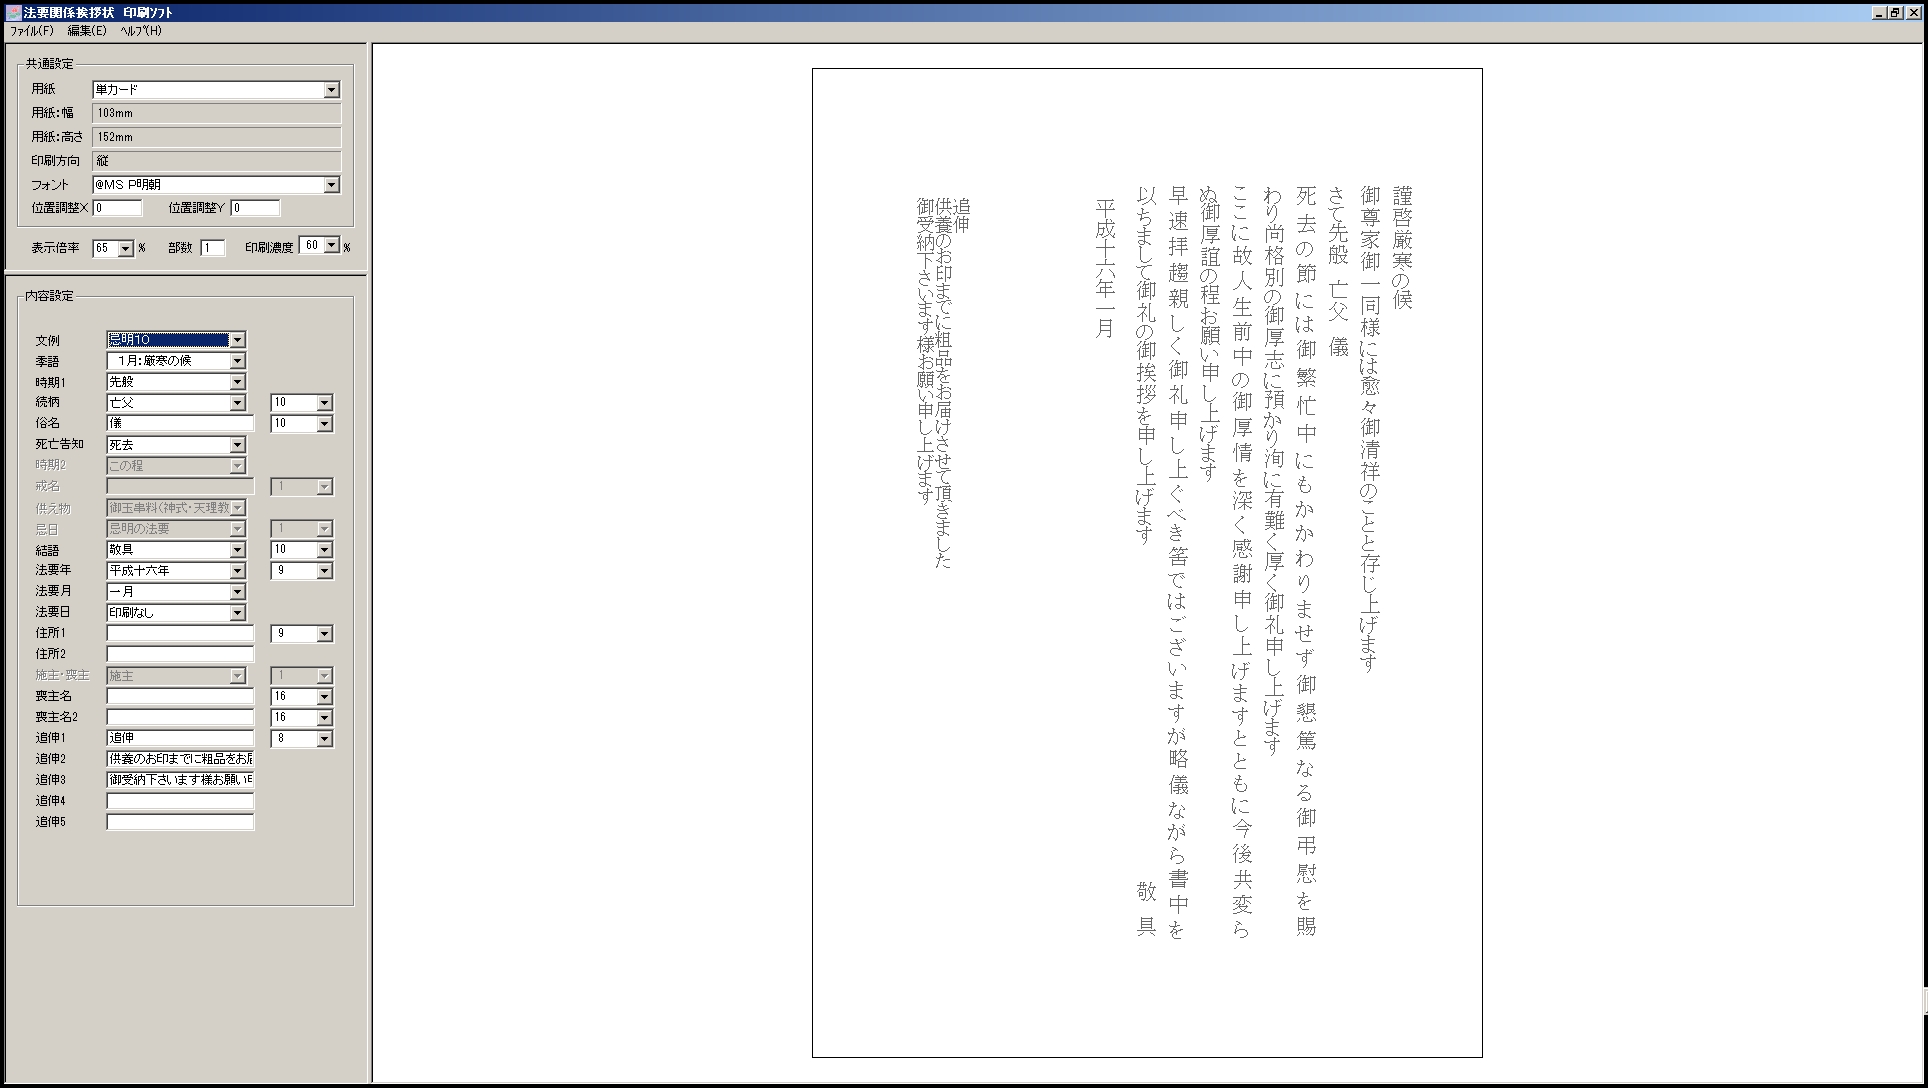 法要関係挨拶状 印刷ソフト
ファイル(F) 編集(E) ヘルプ(H)
共通設定
用紙 単カード
用紙:幅 103mm
用紙:高さ 152mm
印刷方向 縦
フォント @MS P明朝
位置調整X 0 位置調整Y 0
表示倍率 65 % 部数 1 印刷濃度 60 %
内容設定
文例 忌明10
季語 1月:厳寒の候
時期1 先般
続柄 亡父 10
俗名 儀 10
死亡告知 死去
時期2 この程
戒名 1
供え物 御玉串料(神式・天理教
忌日 忌明の法要 1
結語 敬具 10
法要年 平成十六年 9
法要月 一月
法要日 印刷なし
住所1 9
住所2
施主・喪主 施主 1
喪主名 16
喪主名2 16
追伸1 追伸 8
追伸2 供養のお印までに粗品をお
追伸3 御受納下さいます様お願い
追伸4
追伸5
謹啓厳寒の候
御尊家御一同様には愈々御清祥のことと存じ上げます
さて先般 亡父 儀
死去の節には御繁忙中にもかかわりませず御懇篤なる御弔慰を賜
わり尚格別の御厚志に預かり洵に有難く厚く御礼申し上げます
ここに故人生前中の御厚情を深く感謝申し上げますとともに今後共変ら
ぬ御厚誼の程お願い申し上げます
早速拝趨親しく御礼申し上ぐべき筈ではございますが略儀ながら書中を
以ちまして御礼の御挨拶を申し上げます 敬具
平成十六年一月
追伸
供養のお印までに粗品をお届けさせて頂きました
御受納下さいます様お願い申し上げます